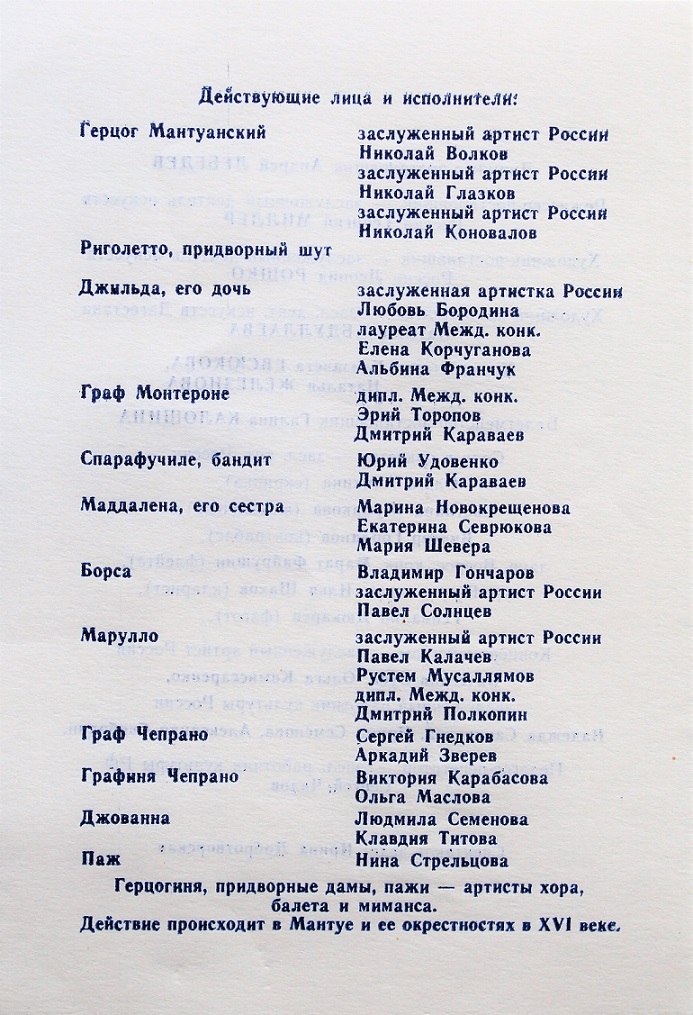 Действующие лица и исполнители:
Герцог Мантуанский заслуженный артист России
Николай Волков
заслуженный артист России
Николай Глазков
заслуженный артист России
Николай Коновалов
Риголетто, придворный шут
Джильда, его дочь заслуженная артистка России
Любовь Бородина
лауреат Межд. конк.
Елена Корчуганова
Альбина Франчук
Граф Монтероне дипл. Межд. конк.
Эрий Торопов
Дмитрий Караваев
Спарафучиле, бандит Юрий Удовенко
Дмитрий Караваев
Маддалена, его сестра Марина Новокрещенова
Екатерина Севрюкова
Мария Шевера
Борса Владимир Гончаров
заслуженный артист России
Павел Солнцев
Марулло заслуженный артист России
Павел Калачев
Рустем Мусаллямов
дипл. Межд. конк.
Дмитрий Полкопин
Граф Чепрано Сергей Гнедков
Аркадий Зверев
Графиня Чепрано Виктория Карабасова
Ольга Маслова
Джованна Людмила Семенова
Клавдия Титова
Паж Нина Стрельцова
Герцогиня, придворные дамы, пажи — артисты хора,
балета и миманса.
Действие происходит в Мантуе и ее окрестностях в XVI веке.